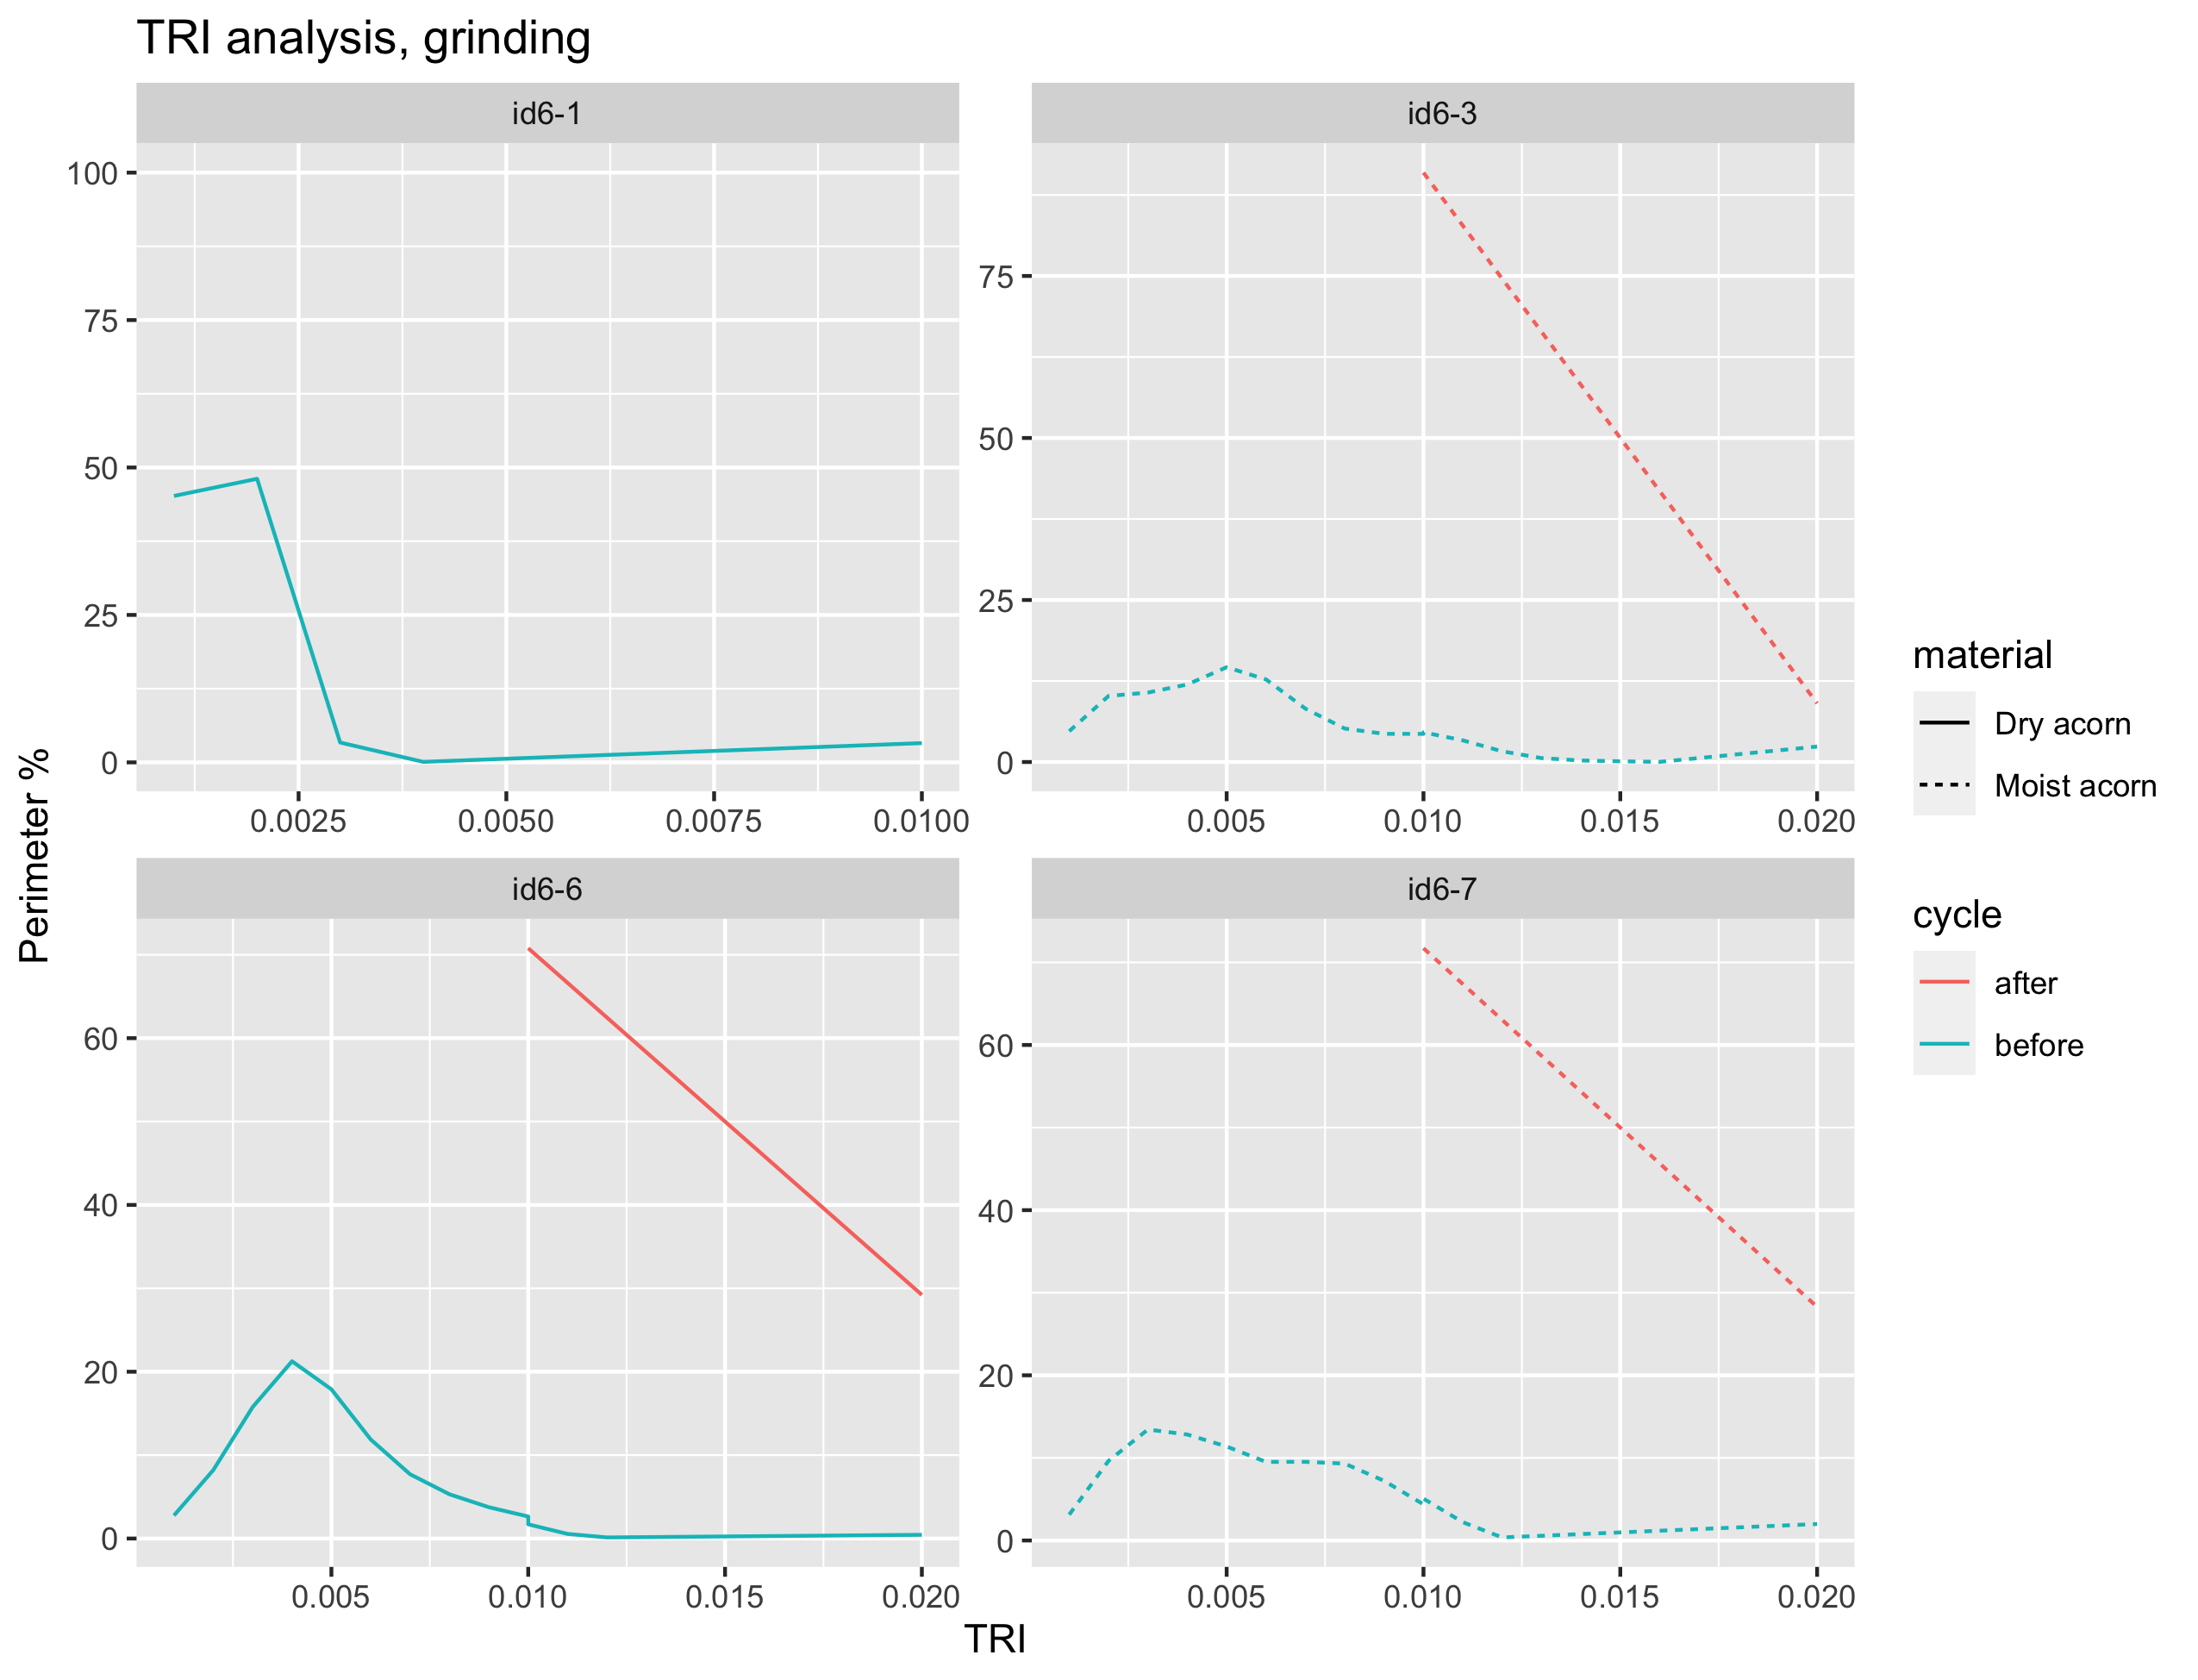 TRI analysis, grinding
id6-1
id6-3
100
75
50
25
0
75
50
25
0
0.0025 0.0050 0.0075 0.0100
0.005 0.010 0.015 0.020
id6-6
id6-7
60
40
20
0
60
40
20
0
0.005 0.010 0.015 0.020
0.005 0.010 0.015 0.020
TRI
Perimeter %
material
Dry acorn
Moist acorn
cycle
after
before